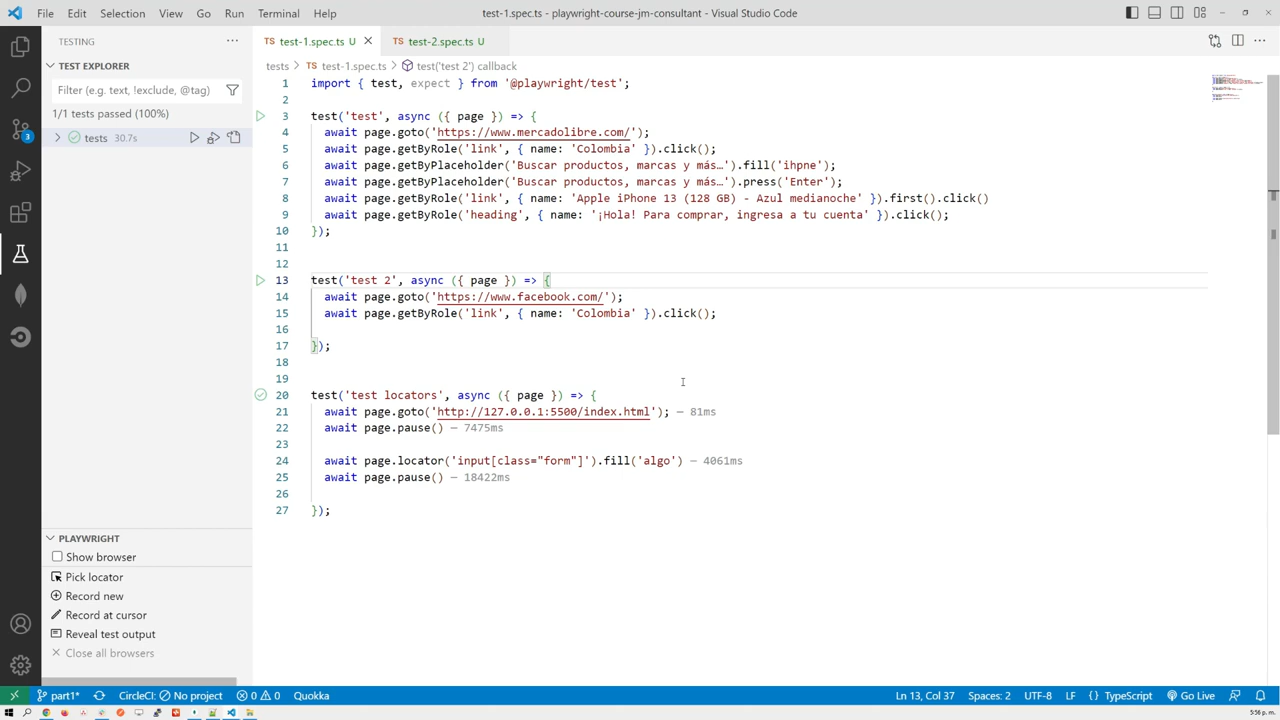 File Edit Selection View Go Run Terminal Help
test-1.spec.ts - playwright-course-jm-consultant - Visual Studio Code
TESTING
test-1.spec.ts U
test-2.spec.ts U
TEST EXPLORER
tests > test-1.spec.ts > test('test 2') callback
Filter (e.g. text, !exclude, @tag)
1/1 tests passed (100%)
tests 30.7s
1 import { test, expect } from '@playwright/test';
2
3 test('test', async ({ page }) => {
4 await page.goto('https://www.mercadolibre.com/');
5 await page.getByRole('link', { name: 'Colombia' }).click();
6 await page.getByPlaceholder('Buscar productos, marcas y más…').fill('ihpne');
7 await page.getByPlaceholder('Buscar productos, marcas y más…').press('Enter');
8 await page.getByRole('link', { name: 'Apple iPhone 13 (128 GB) - Azul medianoche' }).first().click()
9 await page.getByRole('heading', { name: '¡Hola! Para comprar, ingresa a tu cuenta' }).click();
10 });
11
12
13 test('test 2', async ({ page }) => {
14 await page.goto('https://www.facebook.com/');
15 await page.getByRole('link', { name: 'Colombia' }).click();
16
17 });
18
19
20 test('test locators', async ({ page }) => {
21 await page.goto('http://127.0.0.1:5500/index.html'); — 81ms
22 await page.pause() — 7475ms
23
24 await page.locator('input[class="form"]').fill('algo') — 4061ms
25 await page.pause() — 18422ms
26
27 });
PLAYWRIGHT
Show browser
Pick locator
Record new
Record at cursor
Reveal test output
Close all browsers
3
part1* CircleCI: No project 0 0 Quokka
Ln 13, Col 37 Spaces: 2 UTF-8 LF {} TypeScript Go Live
5:56 p. m.